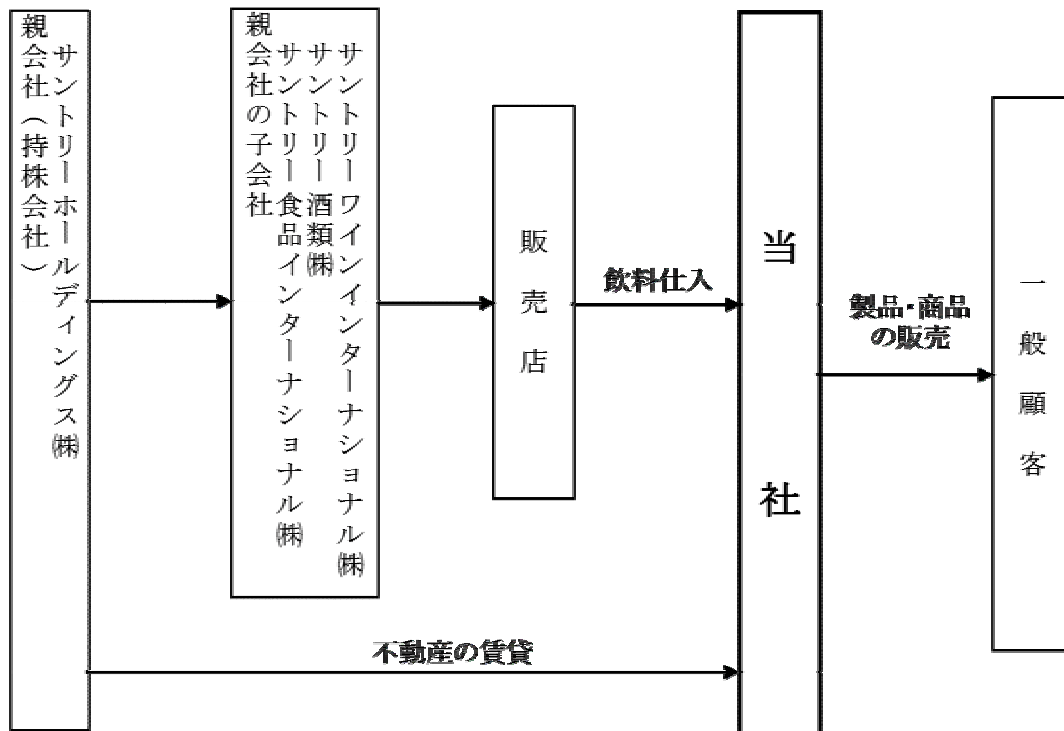 親会社（持株会社）
サントリーホールディングス㈱
親会社の子会社
サントリー食品インターナショナル㈱
サントリー酒類㈱
サントリーワインインターナショナル㈱
販売店
飲料仕入
当社
製品・商品
の販売
一般顧客
不動産の賃貸